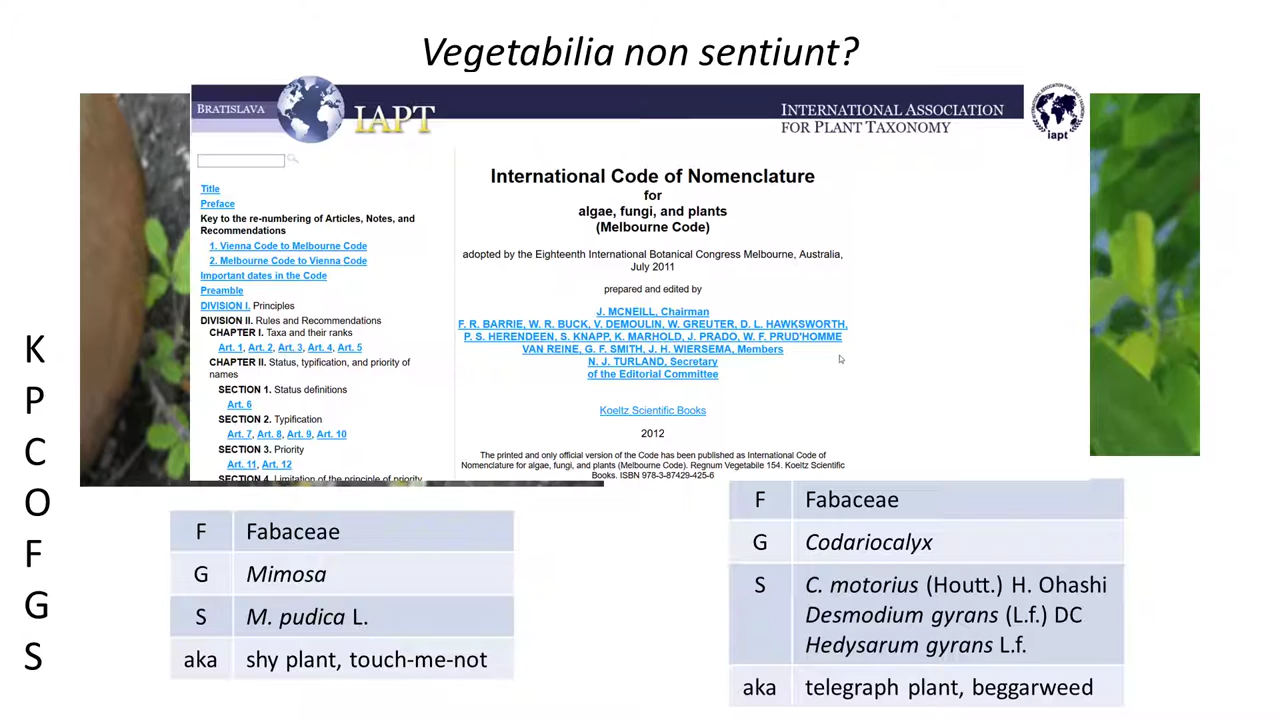 Vegetabilia non sentiunt?
BRATISLAVA
IAPT
INTERNATIONAL ASSOCIATION
FOR PLANT TAXONOMY
iapt
Title
Preface
Key to the re-numbering of Articles, Notes, and
Recommendations
1. Vienna Code to Melbourne Code
2. Melbourne Code to Vienna Code
Important dates in the Code
Preamble
DIVISION I. Principles
DIVISION II. Rules and Recommendations
CHAPTER I. Taxa and their ranks
Art. 1, Art. 2, Art. 3, Art. 4, Art. 5
CHAPTER II. Status, typification, and priority of
names
SECTION 1. Status definitions
Art. 6
SECTION 2. Typification
Art. 7, Art. 8, Art. 9, Art. 10
SECTION 3. Priority
Art. 11, Art. 12
SECTION 4. Limitation of the principle of priority
International Code of Nomenclature
for
algae, fungi, and plants
(Melbourne Code)
adopted by the Eighteenth International Botanical Congress Melbourne, Australia,
July 2011
prepared and edited by
J. MCNEILL, Chairman
F. R. BARRIE, W. R. BUCK, V. DEMOULIN, W. GREUTER, D. L. HAWKSWORTH,
P. S. HERENDEEN, S. KNAPP, K. MARHOLD, J. PRADO, W. F. PRUD'HOMME
VAN REINE, G. F. SMITH, J. H. WIERSEMA, Members
N. J. TURLAND, Secretary
of the Editorial Committee
Koeltz Scientific Books
2012
The printed and only official version of the Code has been published as International Code of
Nomenclature for algae, fungi, and plants (Melbourne Code). Regnum Vegetabile 154. Koeltz Scientific
Books. ISBN 978-3-87429-425-6
K
P
C
O
F
G
S
F Fabaceae
G Mimosa
S M. pudica L.
aka shy plant, touch-me-not
F Fabaceae
G Codariocalyx
S C. motorius (Houtt.) H. Ohashi
Desmodium gyrans (L.f.) DC
Hedysarum gyrans L.f.
aka telegraph plant, beggarweed